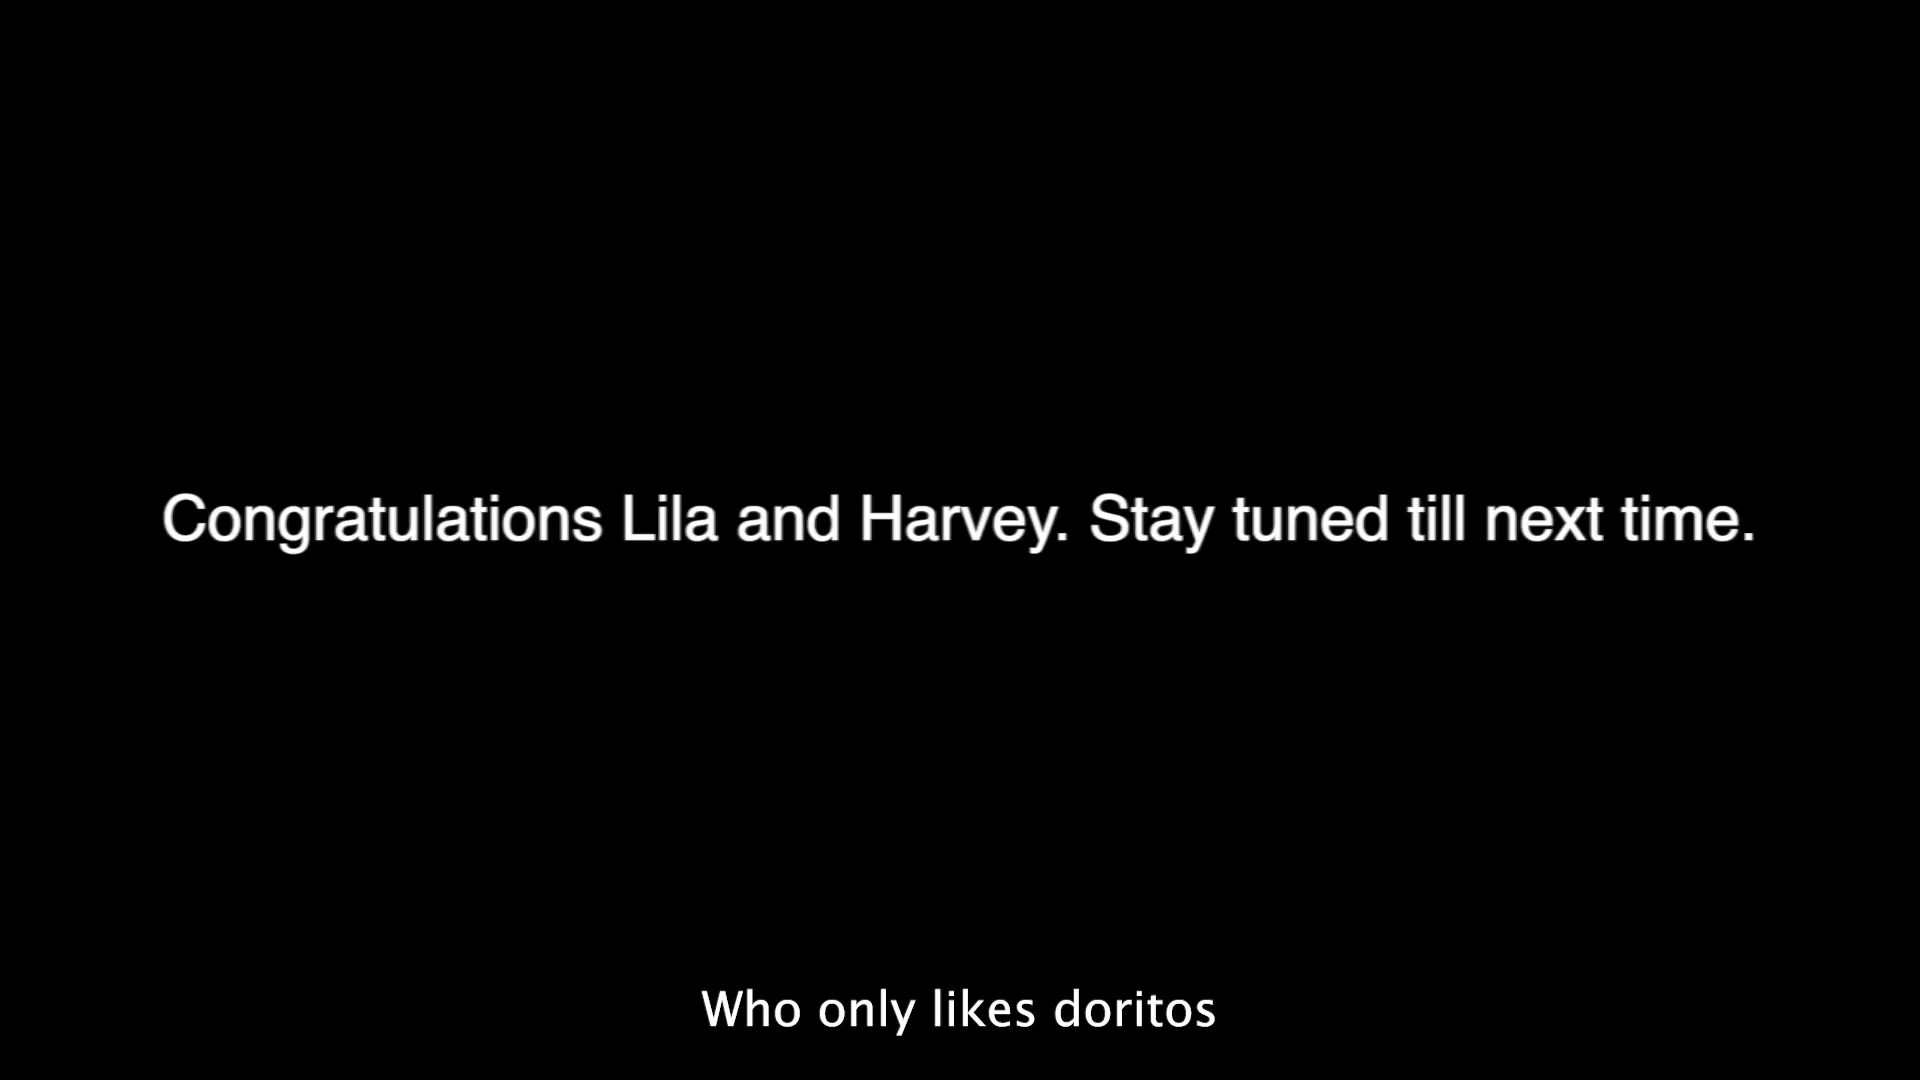 Congratulations Lila and Harvey. Stay tuned till next time.
Who only likes doritos